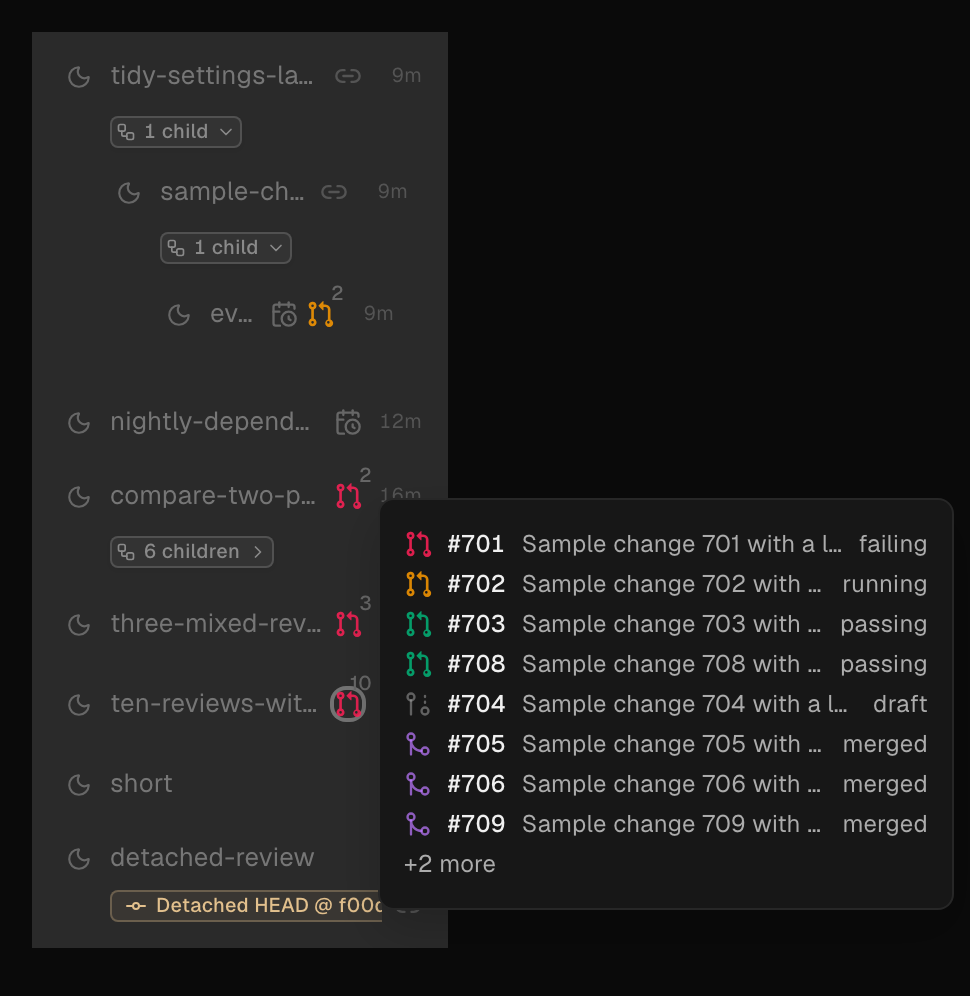 tidy-settings-la... 9m
1 child
sample-ch... 9m
1 child
ev... 2 9m
nightly-depend... 12m
compare-two-p... 2 16m
6 children
three-mixed-rev... 3
ten-reviews-wit... 10
short
detached-review
Detached HEAD @ f00
#701 Sample change 701 with a l... failing
#702 Sample change 702 with ... running
#703 Sample change 703 with ... passing
#708 Sample change 708 with ... passing
#704 Sample change 704 with a l... draft
#705 Sample change 705 with ... merged
#706 Sample change 706 with ... merged
#709 Sample change 709 with ... merged
+2 more